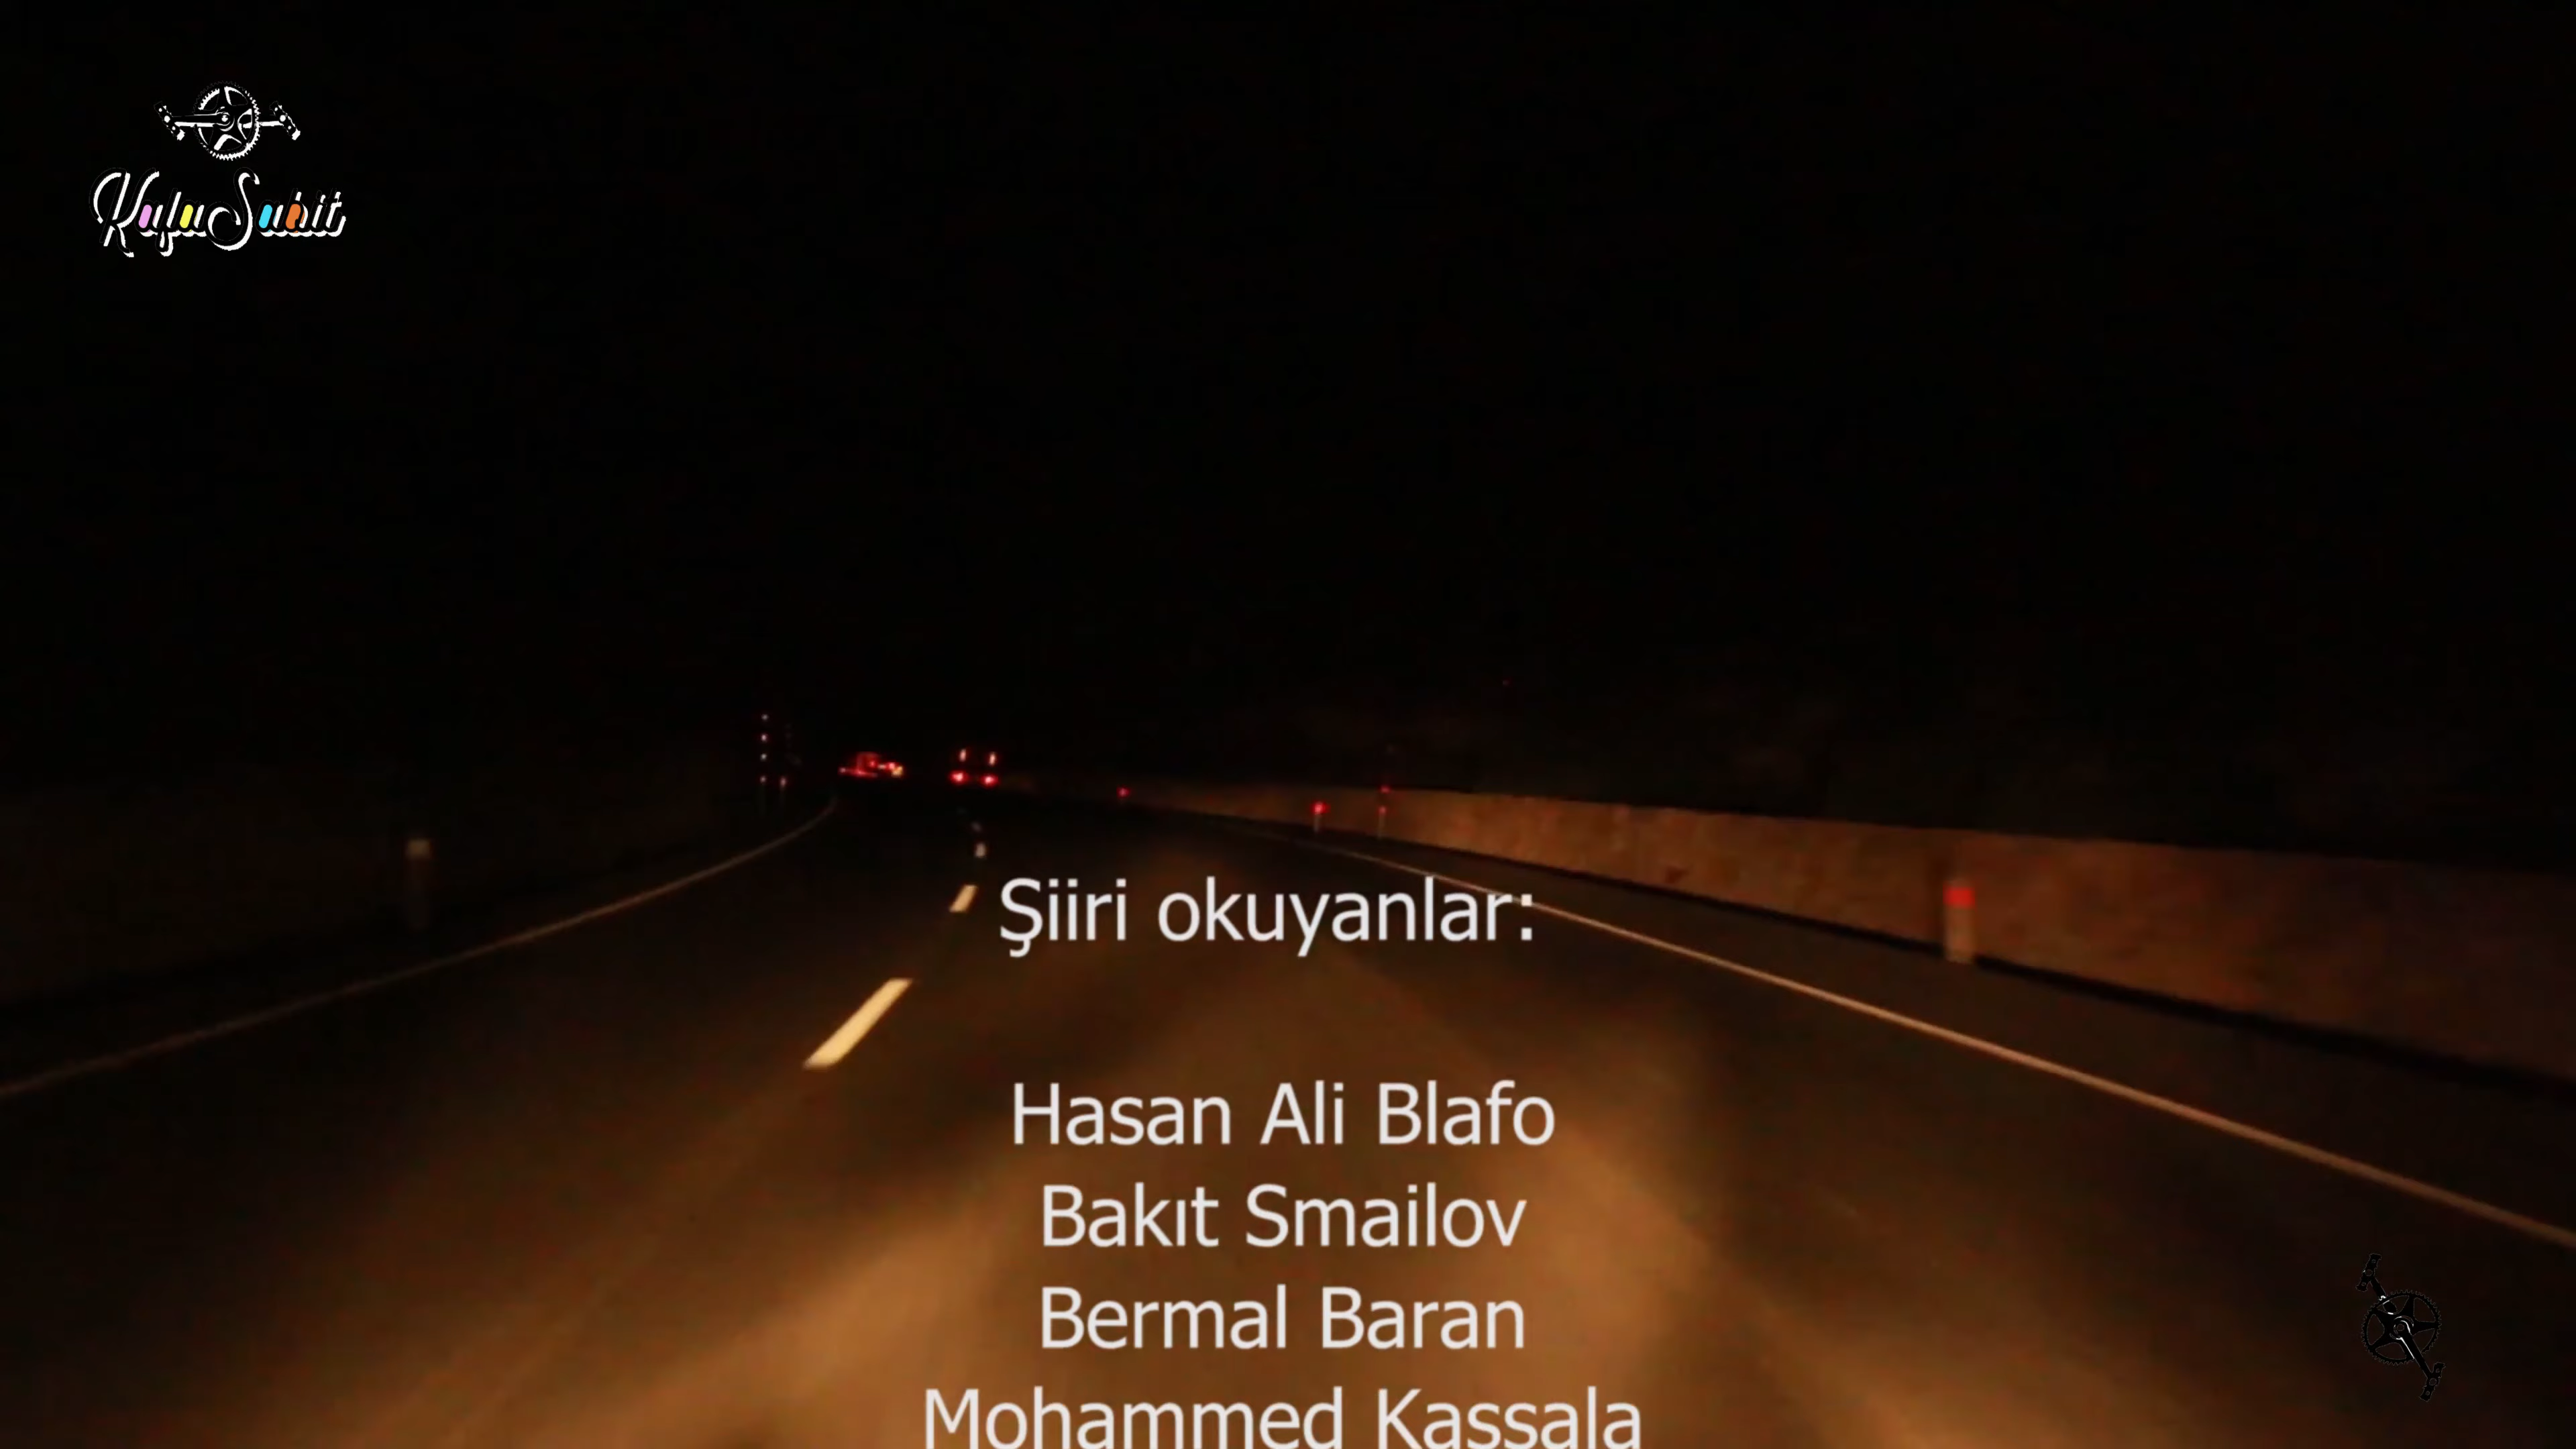 Şiiri okuyanlar:
Hasan Ali Blafo
Bakıt Smailov
Bermal Baran
Mohammed Kassala